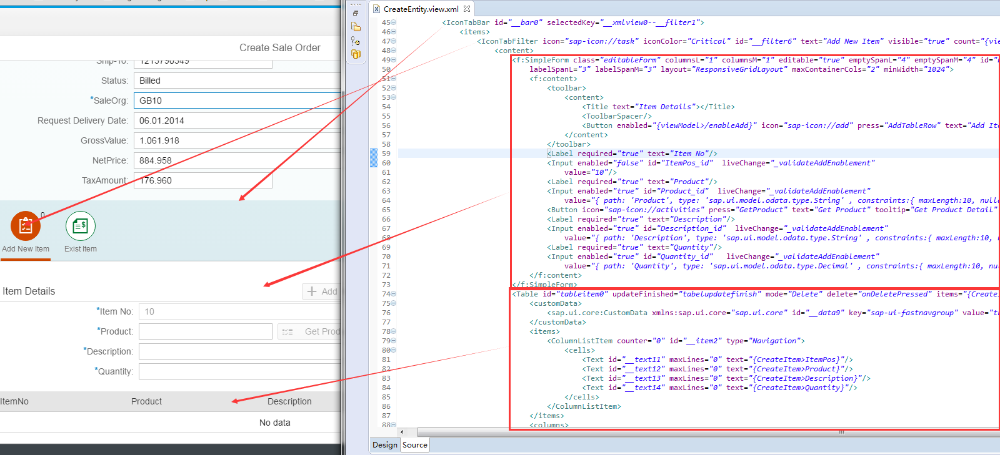 Create Sale Order
Ship-To: 1213790349
Status: Billed
*SaleOrg: GB10
Request Delivery Date: 06.01.2014
GrossValue: 1.061.918
NetPrice: 884.958
TaxAmount: 176.960
0
Add New Item
Exist Item
Item Details
Add
*Item No: 10
*Product:
Get Prod
*Description:
*Quantity:
ItemNo Product Description
No data
CreateEntity.view.xml
45 <IconTabBar id="__bar0" selectedKey="__xmlview0--__filter1">
46 <items>
47 <IconTabFilter icon="sap-icon://task" iconColor="Critical" id="__filter6" text="Add New Item" visible="true" count="{vie
48 <content>
49 <f:SimpleForm class="editableForm" columnsL="1" columnsM="1" editable="true" emptySpanL="4" emptySpanM="4" id="
50 labelSpanL="3" labelSpanM="3" layout="ResponsiveGridLayout" maxContainerCols="2" minWidth="1024">
51 <f:content>
52 <toolbar>
53 <content>
54 <Title text="Item Details"></Title>
55 <ToolbarSpacer/>
56 <Button enabled="{viewModel>/enableAdd}" icon="sap-icon://add" press="AddTableRow" text="Add Ite
57 </content>
58 </toolbar>
59 <Label required="true" text="Item No"/>
60 <Input enabled="false" id="ItemPos_id" liveChange="_validateAddEnablement"
61 value="10"/>
62 <Label required="true" text="Product"/>
63 <Input enabled="true" id="Product_id" liveChange="_validateAddEnablement"
64 value="{ path: 'Product', type: 'sap.ui.model.odata.type.String' , constraints:{ maxLength:10, null
65 <Button icon="sap-icon://activities" press="GetProduct" text="Get Product" tooltip="Get Product Detail"
66 <Label required="true" text="Description"/>
67 <Input enabled="true" id="Description_id" liveChange="_validateAddEnablement"
68 value="{ path: 'Description', type: 'sap.ui.model.odata.type.String' , constraints:{ maxLength:10,
69 <Label required="true" text="Quantity"/>
70 <Input enabled="true" id="Quantity_id" liveChange="_validateAddEnablement"
71 value="{ path: 'Quantity', type: 'sap.ui.model.odata.type.Decimal' , constraints:{ maxLength:10, nu
72 </f:content>
73 </f:SimpleForm>
74 <Table id="tableitem0" updateFinished="tabelupdatefinish" mode="Delete" delete="onDeletePressed" items="{Create
75 <customData>
76 <sap.ui.core:CustomData xmlns:sap.ui.core="sap.ui.core" id="__data9" key="sap-ui-fastnavgroup" value="t
77 </customData>
78 <items>
79 <ColumnListItem counter="0" id="__item2" type="Navigation">
80 <cells>
81 <Text id="__text11" maxLines="0" text="{CreateItem>ItemPos}"/>
82 <Text id="__text12" maxLines="0" text="{CreateItem>Product}"/>
83 <Text id="__text13" maxLines="0" text="{CreateItem>Description}"/>
84 <Text id="__text14" maxLines="0" text="{CreateItem>Quantity}"/>
85 </cells>
86 </ColumnListItem>
87 </items>
88 <columns>
Design Source